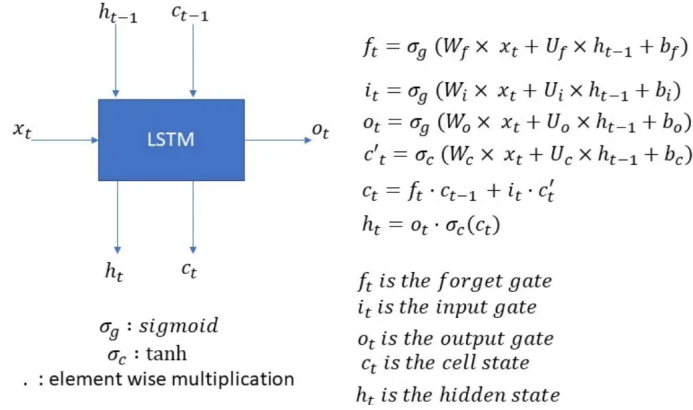 h_{t-1} c_{t-1}
x_t LSTM o_t
h_t c_t
σ_g : sigmoid
σ_c : tanh
. : element wise multiplication
f_t = σ_g (W_f × x_t + U_f × h_{t-1} + b_f)
i_t = σ_g (W_i × x_t + U_i × h_{t-1} + b_i)
o_t = σ_g (W_o × x_t + U_o × h_{t-1} + b_o)
c'_t = σ_c (W_c × x_t + U_c × h_{t-1} + b_c)
c_t = f_t · c_{t-1} + i_t · c'_t
h_t = o_t · σ_c(c_t)
f_t is the forget gate
i_t is the input gate
o_t is the output gate
c_t is the cell state
h_t is the hidden state